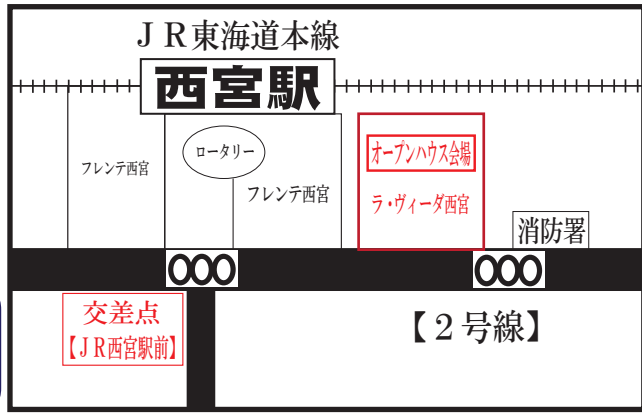 ＪＲ東海道本線
西宮駅
フレンテ西宮
ロータリー
フレンテ西宮
オープンハウス会場
ラ・ヴィーダ西宮
消防署
交差点
【ＪＲ西宮駅前】
【２号線】